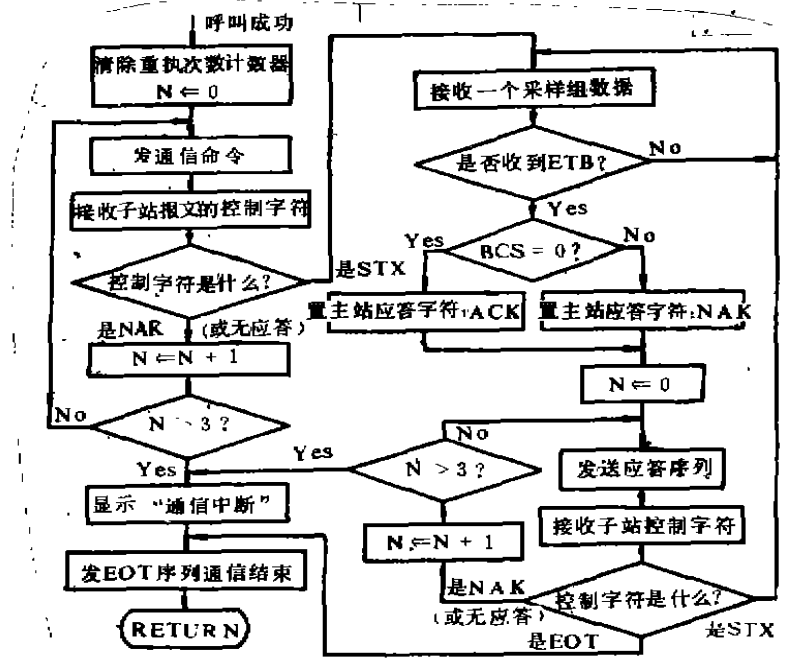 呼叫成功
清除重执次数计数器
N ⇐ 0
发通信命令
接收子站报文的控制字符
控制字符是什么?
是STX
是NAR
(或无应答)
N ⇐ N + 1
No
N > 3?
Yes
显示 “通信中断”
发EOT序列通信结束
RETURN
接收一个采样组数据
是否收到ETB?
No
Yes
Yes
BCS = 0?
No
置主站应答字符:ACK
置主站应答字符:NAK
N ⇐ 0
No
Yes
N > 3?
发送应答序列
接收子站控制字符
N ⇐ N + 1
是NAK
(或无应答)
控制字符是什么?
是EOT
是STX